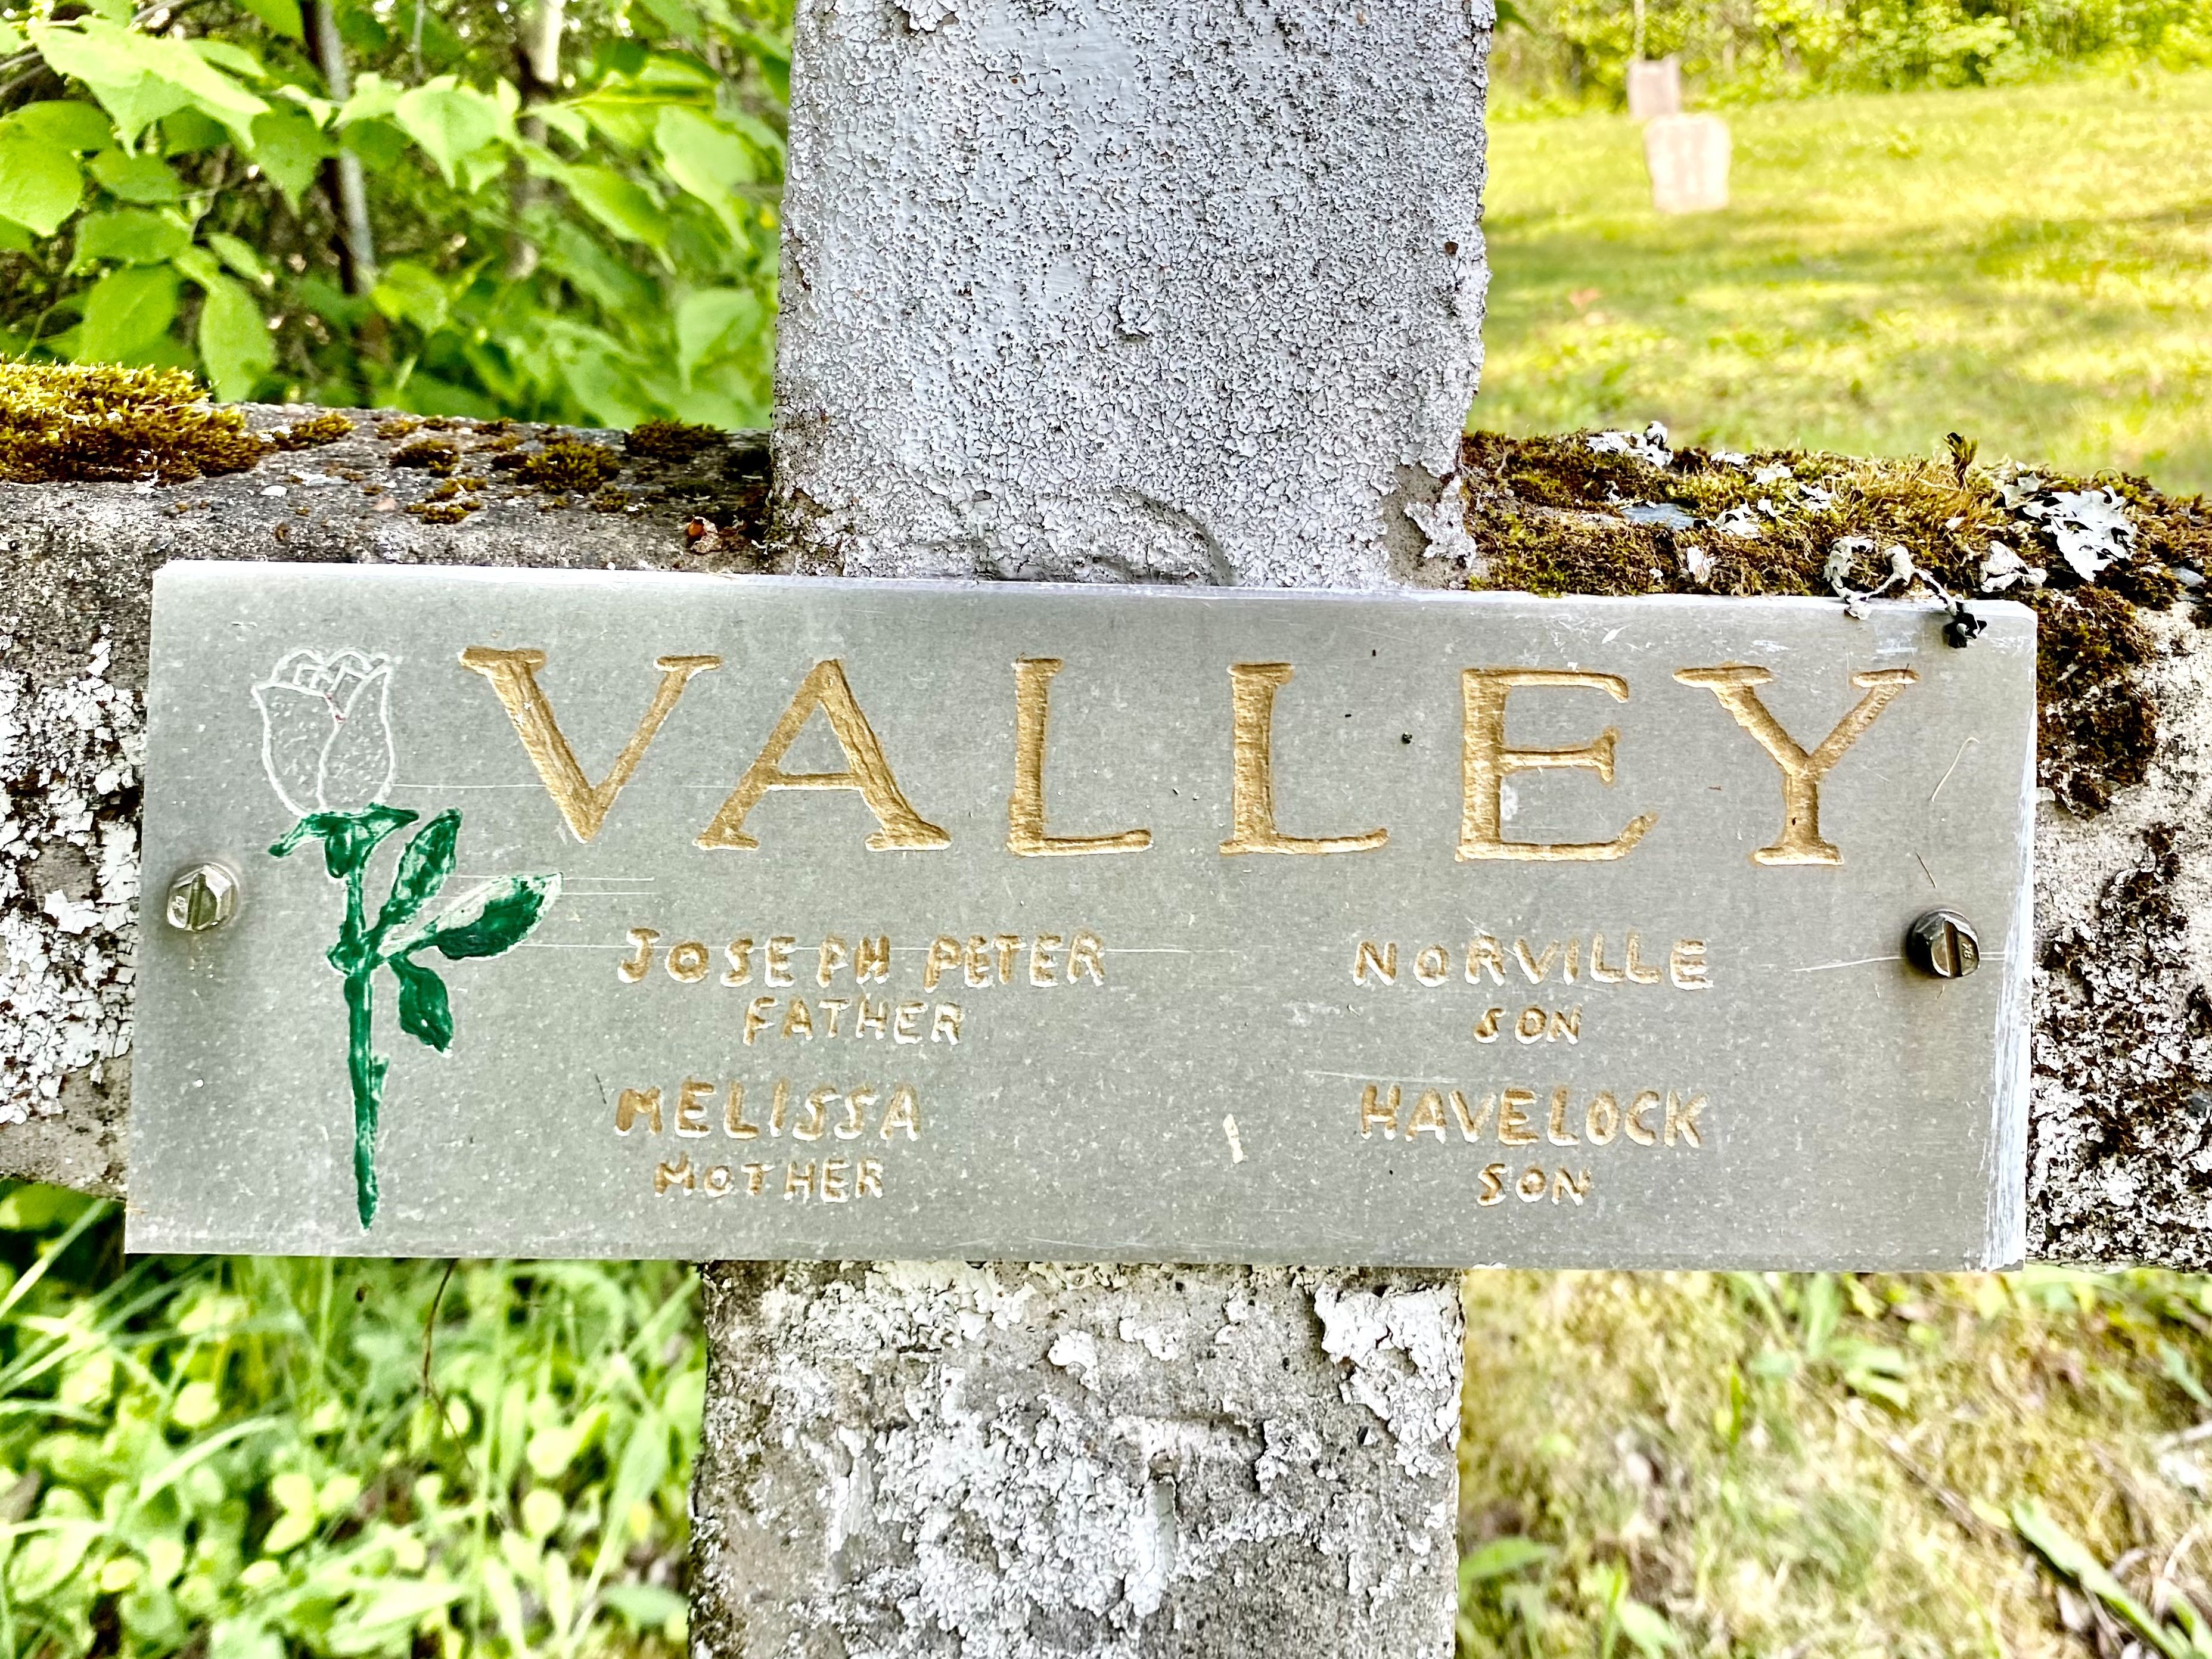 VALLEY
JOSEPH PETER
FATHER
MELISSA
MOTHER
NORVILLE
SON
HAVELOCK
SON